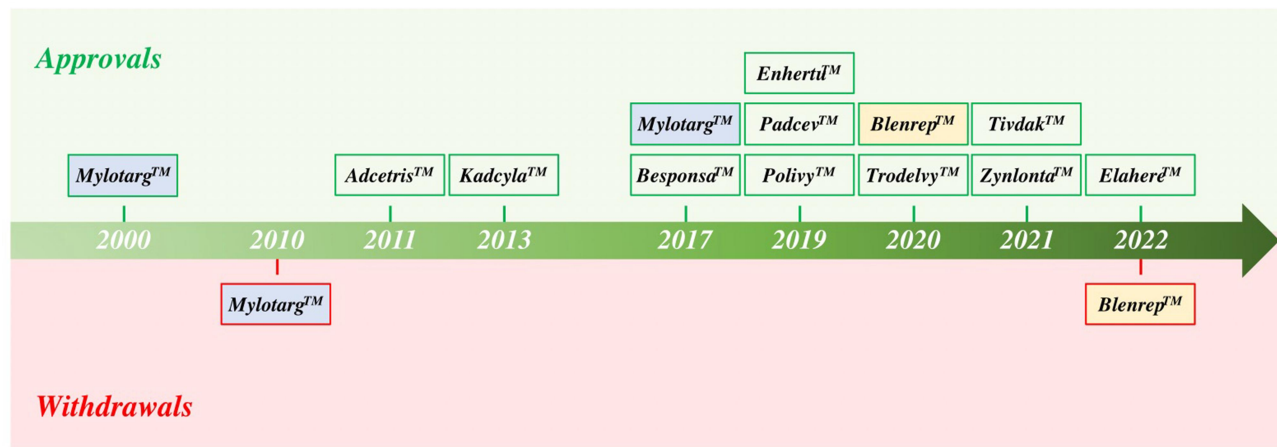 Approvals
Enhertu™
Mylotarg™ Padcev™ Blenrep™ Tivdak™
Mylotarg™ Adcetris™ Kadcyla™ Besponsa™ Polivy™ Trodelvy™ Zynlonta™ Elahere™
2000 2010 2011 2013 2017 2019 2020 2021 2022
Mylotarg™ Blenrep™
Withdrawals